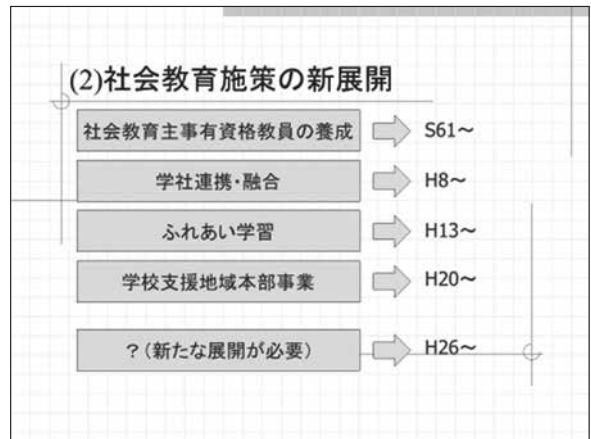 (2)社会教育施策の新展開
社会教育主事有資格教員の養成 S61～
学社連携・融合 H8～
ふれあい学習 H13～
学校支援地域本部事業 H20～
？(新たな展開が必要) H26～